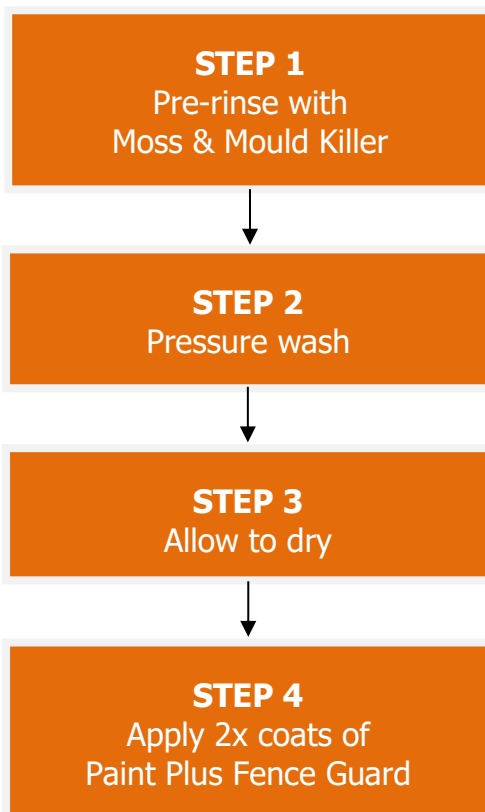 STEP 1
Pre-rinse with
Moss & Mould Killer
STEP 2
Pressure wash
STEP 3
Allow to dry
STEP 4
Apply 2x coats of
Paint Plus Fence Guard